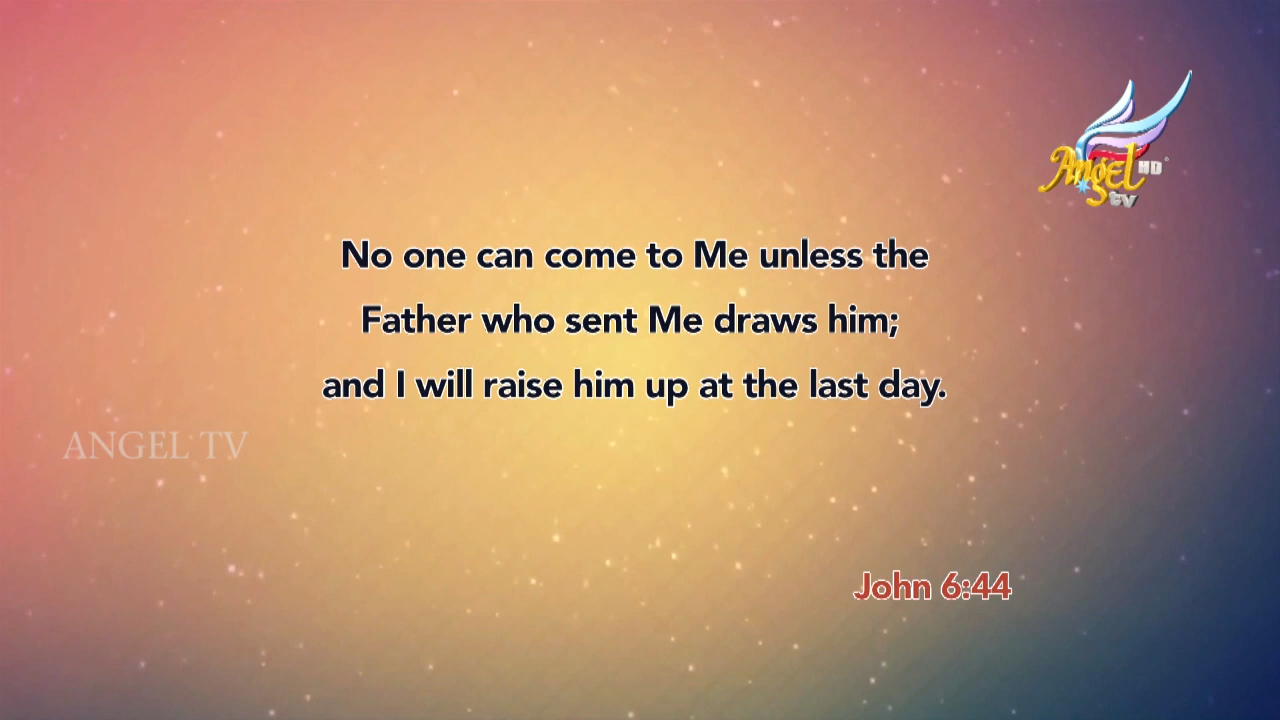 Angel HD
tv
No one can come to Me unless the
Father who sent Me draws him;
and I will raise him up at the last day.
ANGEL TV
John 6:44